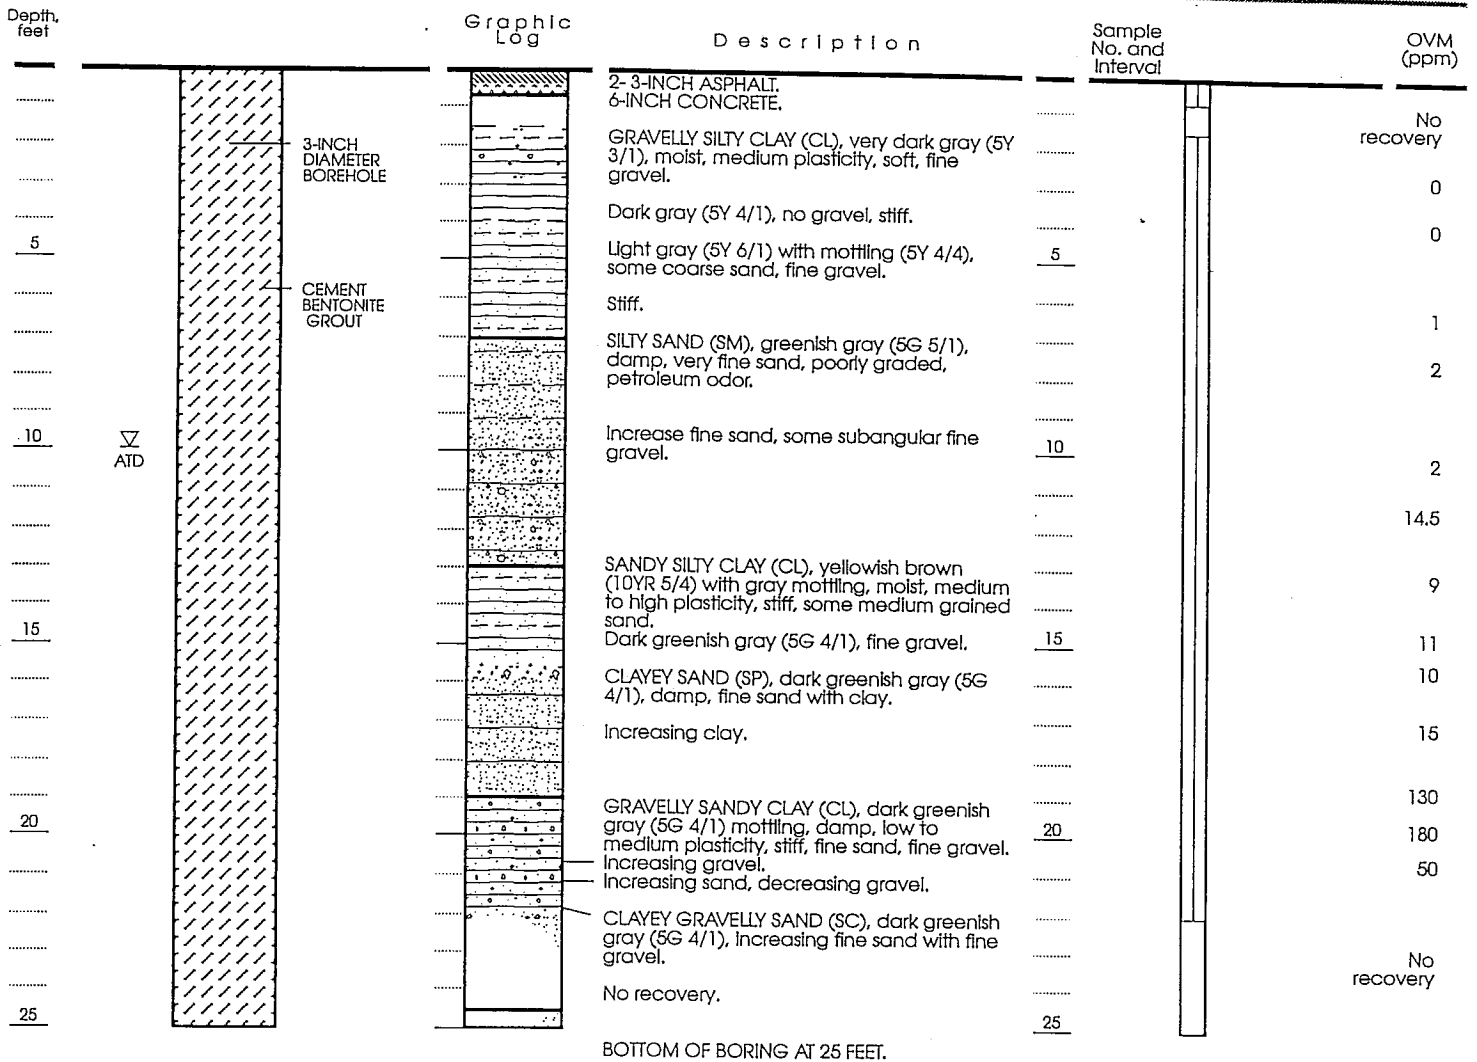 Depth,
feet
Graphic
Log
Description
Sample
No. and
Interval
OVM
(ppm)
2- 3-INCH ASPHALT.
6-INCH CONCRETE.
No
recovery
3-INCH
DIAMETER
BOREHOLE
GRAVELLY SILTY CLAY (CL), very dark gray (5Y
3/1), moist, medium plasticity, soft, fine
gravel.
0
Dark gray (5Y 4/1), no gravel, stiff.
0
5
Light gray (5Y 6/1) with mottling (5Y 4/4),
some coarse sand, fine gravel.
5
CEMENT
BENTONITE
GROUT
Stiff.
1
SILTY SAND (SM), greenish gray (5G 5/1),
damp, very fine sand, poorly graded,
petroleum odor.
2
10
ATD
Increase fine sand, some subangular fine
gravel.
10
2
14.5
SANDY SILTY CLAY (CL), yellowish brown
(10YR 5/4) with gray mottling, moist, medium
to high plasticity, stiff, some medium grained
sand.
9
15
Dark greenish gray (5G 4/1), fine gravel.
15
11
CLAYEY SAND (SP), dark greenish gray (5G
4/1), damp, fine sand with clay.
10
Increasing clay.
15
130
20
GRAVELLY SANDY CLAY (CL), dark greenish
gray (5G 4/1) mottling, damp, low to
medium plasticity, stiff, fine sand, fine gravel.
20
180
Increasing gravel.
50
Increasing sand, decreasing gravel.
CLAYEY GRAVELLY SAND (SC), dark greenish
gray (5G 4/1), increasing fine sand with fine
gravel.
No
recovery
No recovery.
25
25
BOTTOM OF BORING AT 25 FEET.